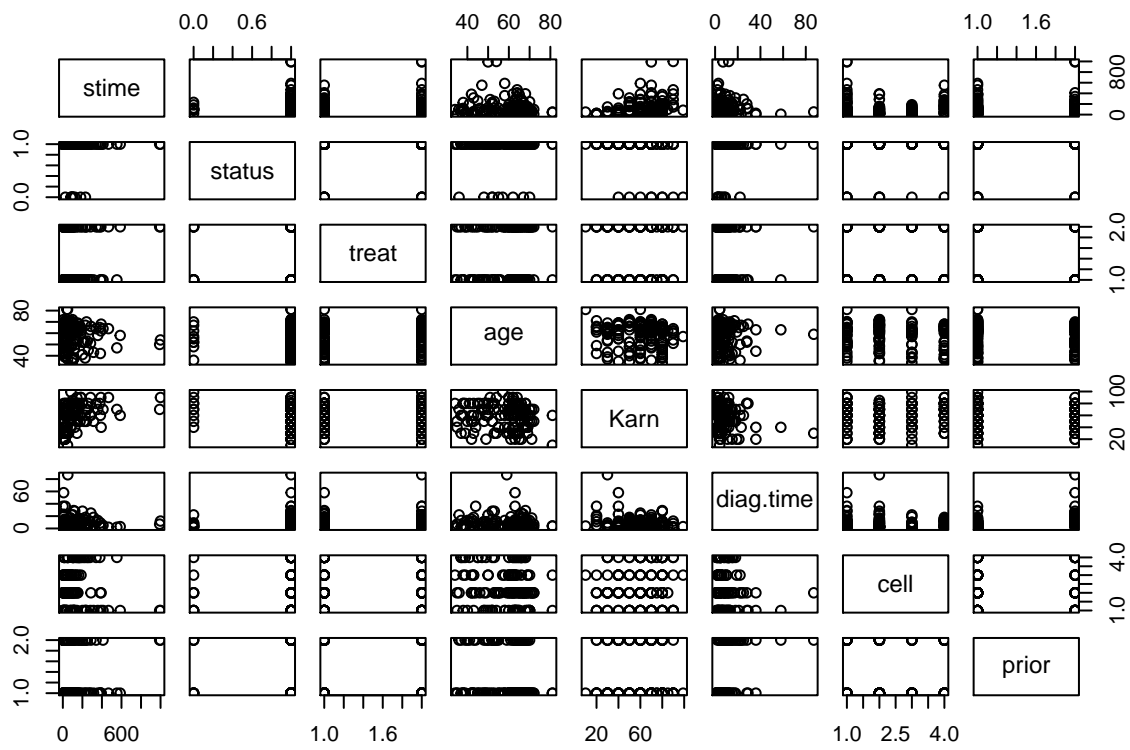 0.0 0.6 40 60 80 0 40 80 1.0 1.6
stime 0 800
0.0 1.0 status
treat 1.0 2.0
40 80 age
Karn 20 100
0 60 diag.time
cell 1.0 4.0
1.0 2.0 prior
0 600 1.0 1.6 20 60 1.0 2.5 4.0